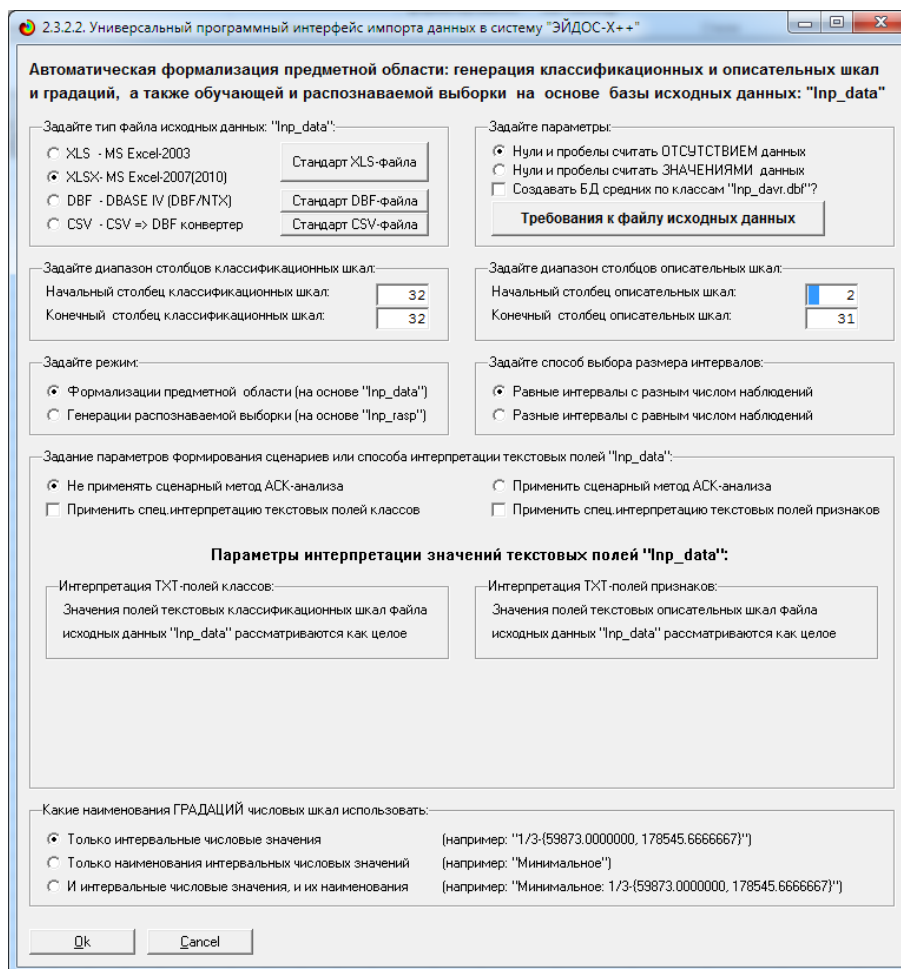 2.3.2.2. Универсальный программный интерфейс импорта данных в систему "ЭЙДОС-X++"
Автоматическая формализация предметной области: генерация классификационных и описательных шкал
и градаций, а также обучающей и распознаваемой выборки на основе базы исходных данных: "Inp_data"
Задайте тип файла исходных данных: "Inp_data":
XLS - MS Excel-2003
XLSX- MS Excel-2007(2010)
DBF - DBASE IV (DBF/NTX)
CSV - CSV => DBF конвертер
Стандарт XLS-файла
Стандарт DBF-файла
Стандарт CSV-файла
Задайте параметры:
Нули и пробелы считать ОТСУТСТВИЕМ данных
Нули и пробелы считать ЗНАЧЕНИЯМИ данных
Создавать БД средних по классам "Inp_davr.dbf"?
Требования к файлу исходных данных
Задайте диапазон столбцов классификационных шкал:
Начальный столбец классификационных шкал: 32
Конечный столбец классификационных шкал: 32
Задайте диапазон столбцов описательных шкал:
Начальный столбец описательных шкал: 2
Конечный столбец описательных шкал: 31
Задайте режим:
Формализации предметной области (на основе "Inp_data")
Генерации распознаваемой выборки (на основе "Inp_rasp")
Задайте способ выбора размера интервалов:
Равные интервалы с разным числом наблюдений
Разные интервалы с равным числом наблюдений
Задание параметров формирования сценариев или способа интерпретации текстовых полей "Inp_data":
Не применять сценарный метод АСК-анализа
Применить сценарный метод АСК-анализа
Применить спец.интерпретацию текстовых полей классов
Применить спец.интерпретацию текстовых полей признаков
Параметры интерпретации значений текстовых полей "Inp_data":
Интерпретация TXT-полей классов:
Значения полей текстовых классификационных шкал файла
исходных данных "Inp_data" рассматриваются как целое
Интерпретация TXT-полей признаков:
Значения полей текстовых описательных шкал файла
исходных данных "Inp_data" рассматриваются как целое
Какие наименования ГРАДАЦИЙ числовых шкал использовать:
Только интервальные числовые значения (например: "1/3-{59873.0000000, 178545.6666667}")
Только наименования интервальных числовых значений (например: "Минимальное")
И интервальные числовые значения, и их наименования (например: "Минимальное: 1/3-{59873.0000000, 178545.6666667}")
Ok
Cancel